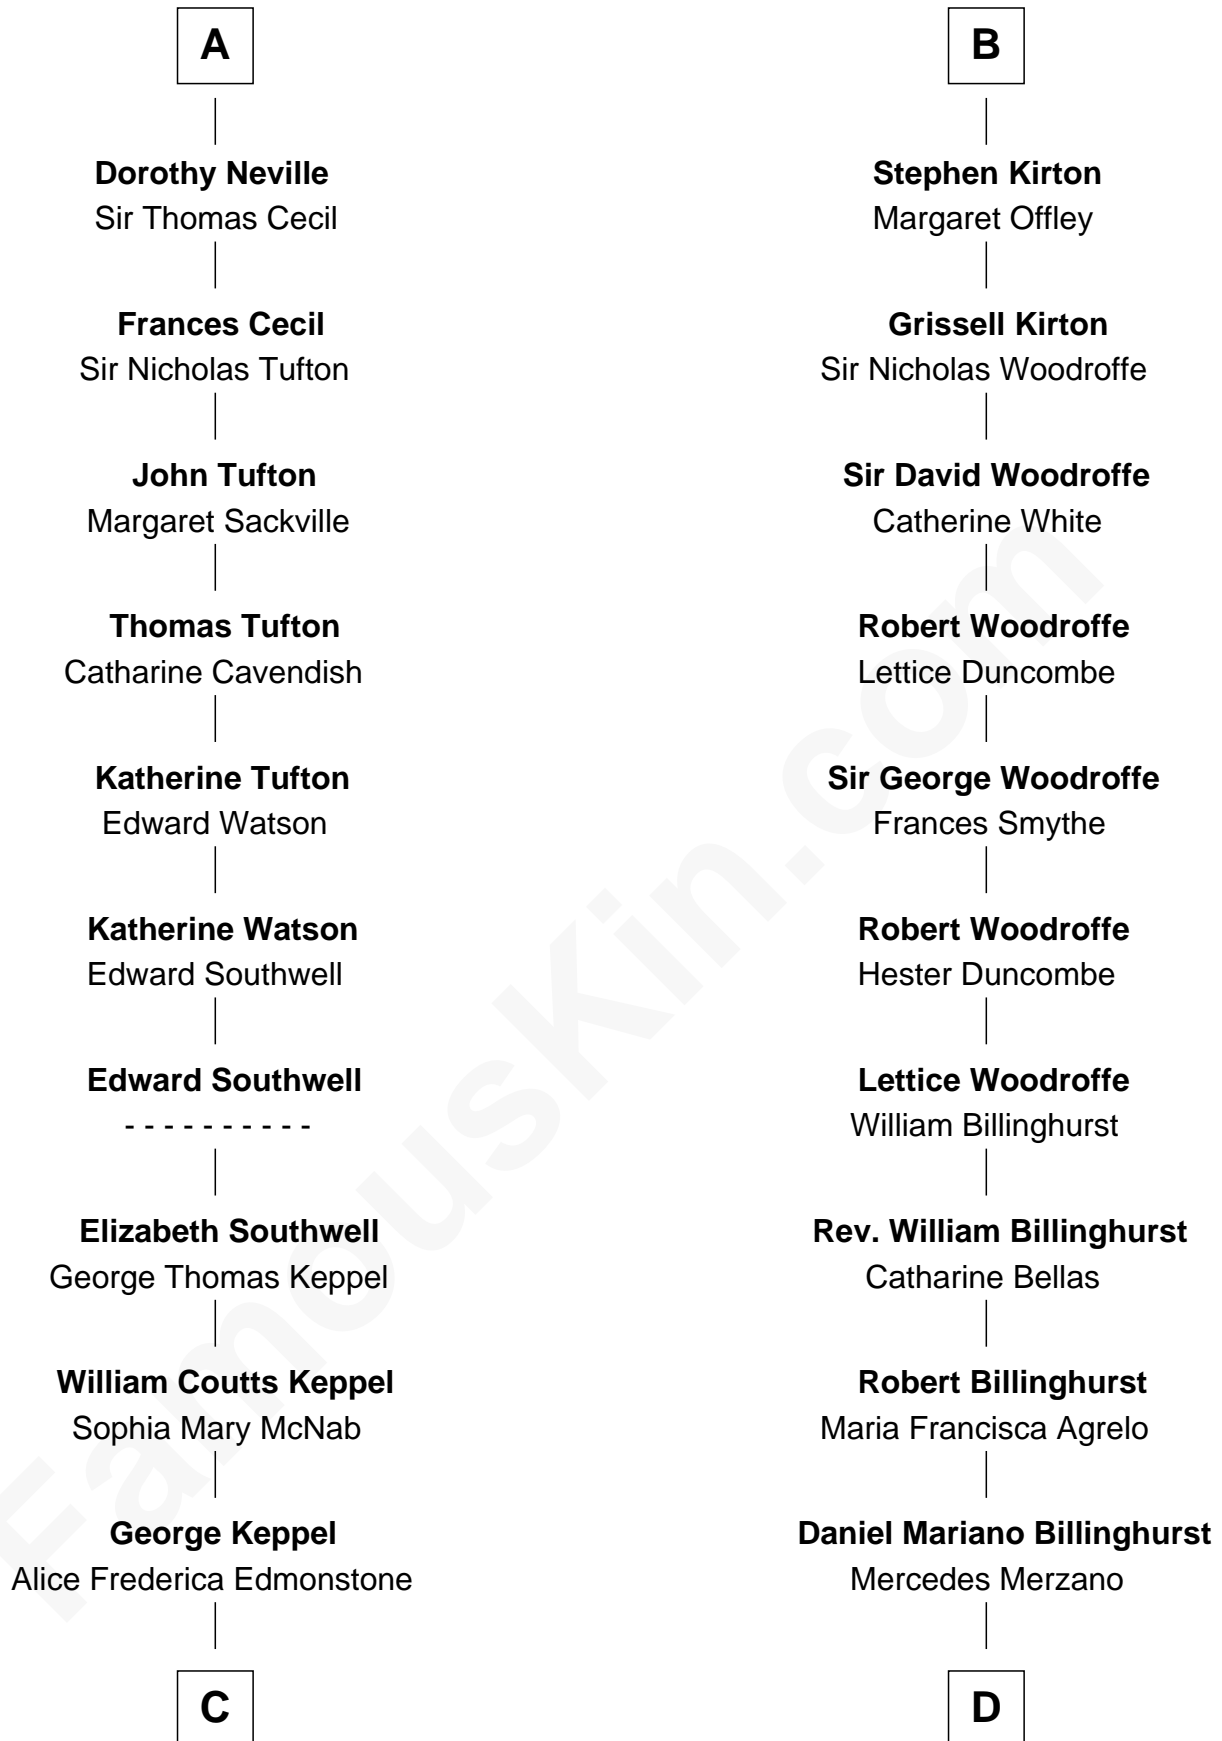 A
Dorothy Neville
Sir Thomas Cecil
Frances Cecil
Sir Nicholas Tufton
John Tufton
Margaret Sackville
Thomas Tufton
Catharine Cavendish
Katherine Tufton
Edward Watson
Katherine Watson
Edward Southwell
Edward Southwell
- - - - - - - - - -
Elizabeth Southwell
George Thomas Keppel
William Coutts Keppel
Sophia Mary McNab
George Keppel
Alice Frederica Edmonstone
C
B
Stephen Kirton
Margaret Offley
Grissell Kirton
Sir Nicholas Woodroffe
Sir David Woodroffe
Catherine White
Robert Woodroffe
Lettice Duncombe
Sir George Woodroffe
Frances Smythe
Robert Woodroffe
Hester Duncombe
Lettice Woodroffe
William Billinghurst
Rev. William Billinghurst
Catharine Bellas
Robert Billinghurst
Maria Francisca Agrelo
Daniel Mariano Billinghurst
Mercedes Merzano
D
FamousKin.com